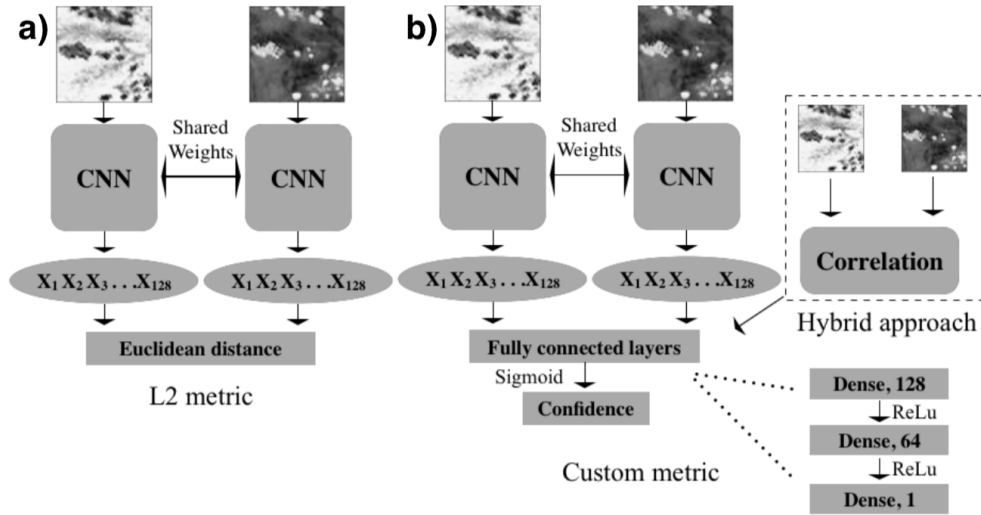 a)
Shared
Weights
CNN
CNN
X₁ X₂ X₃ . . .X₁₂₈
X₁ X₂ X₃ . . .X₁₂₈
Euclidean distance
L2 metric
b)
Shared
Weights
CNN
CNN
X₁ X₂ X₃ . . .X₁₂₈
X₁ X₂ X₃ . . .X₁₂₈
Fully connected layers
Sigmoid
Confidence
Custom metric
Correlation
Hybrid approach
Dense, 128
ReLu
Dense, 64
ReLu
Dense, 1